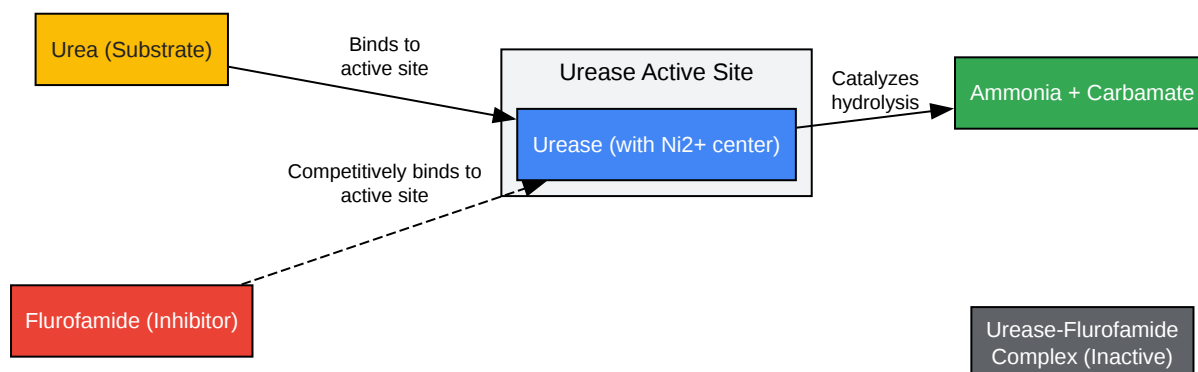 Urea (Substrate)
Binds to
active site
Urease Active Site
Urease (with Ni2+ center)
Catalyzes
hydrolysis
Ammonia + Carbamate
Competitively binds to
active site
Flurofamide (Inhibitor)
Urease-Flurofamide
Complex (Inactive)